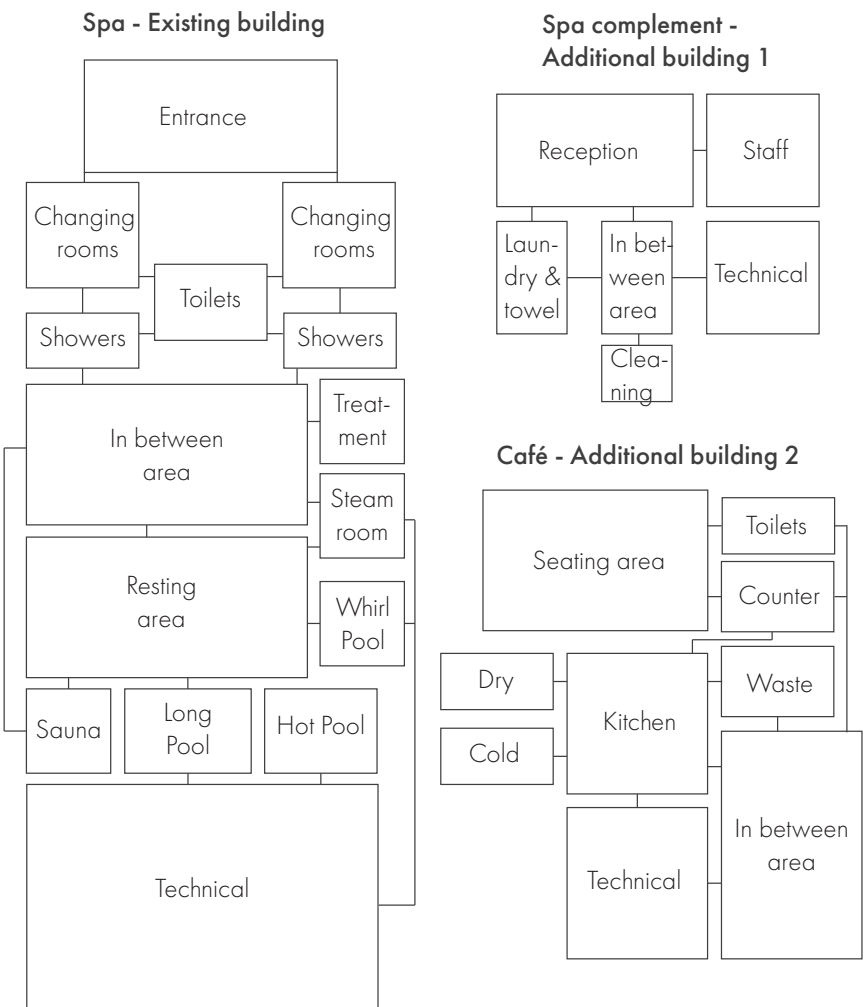 Spa - Existing building
Entrance
Changing
rooms
Changing
rooms
Toilets
Showers
Showers
In between
area
Treat-
ment
Steam
room
Resting
area
Whirl
Pool
Sauna
Long
Pool
Hot Pool
Technical
Spa complement -
Additional building 1
Reception
Staff
Laun-
dry &
towel
In bet-
ween
area
Technical
Clea-
ning
Café - Additional building 2
Seating area
Toilets
Counter
Dry
Kitchen
Waste
Cold
In between
area
Technical